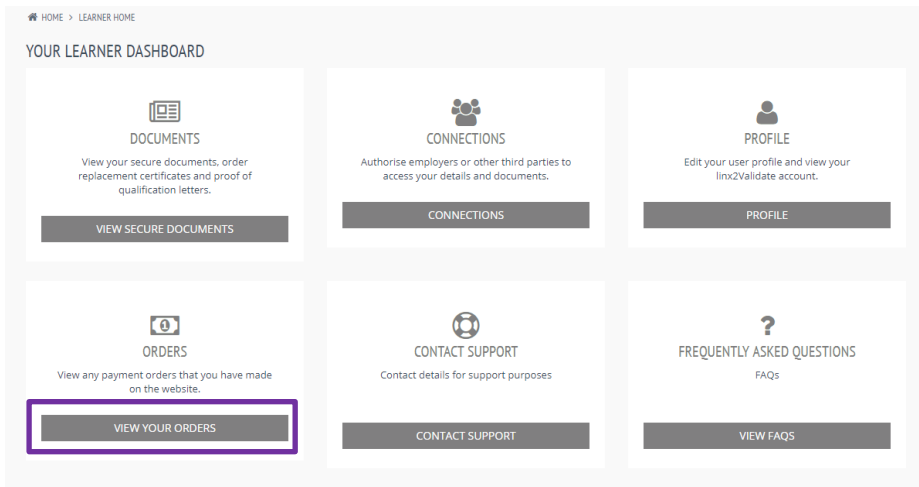 HOME > LEARNER HOME
YOUR LEARNER DASHBOARD
DOCUMENTS
View your secure documents, order
replacement certificates and proof of
qualification letters.
VIEW SECURE DOCUMENTS
CONNECTIONS
Authorise employers or other third parties to
access your details and documents.
CONNECTIONS
PROFILE
Edit your user profile and view your
linx2Validate account.
PROFILE
1
ORDERS
View any payment orders that you have made
on the website.
VIEW YOUR ORDERS
CONTACT SUPPORT
Contact details for support purposes
CONTACT SUPPORT
?
FREQUENTLY ASKED QUESTIONS
FAQs
VIEW FAQS